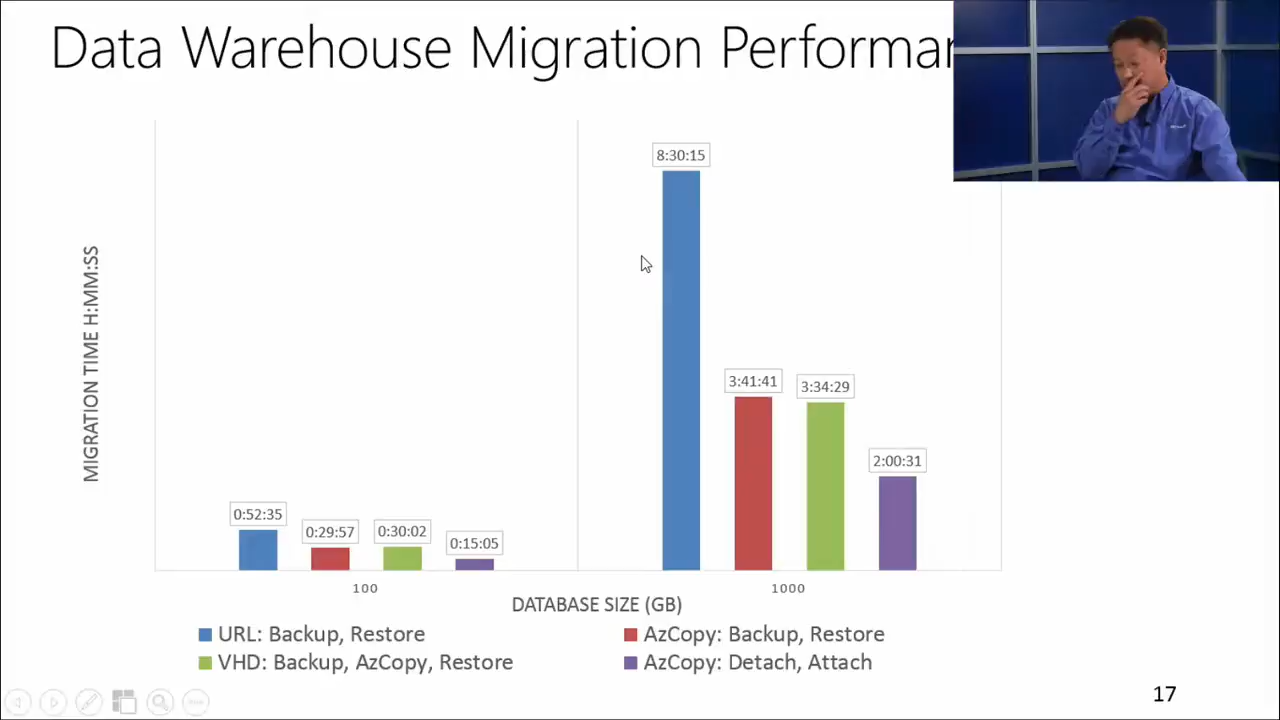 Data Warehouse Migration Performan
8:30:15
3:41:41
3:34:29
2:00:31
0:52:35
0:29:57
0:30:02
0:15:05
MIGRATION TIME H:MM:SS
100
1000
DATABASE SIZE (GB)
URL: Backup, Restore
AzCopy: Backup, Restore
VHD: Backup, AzCopy, Restore
AzCopy: Detach, Attach
17